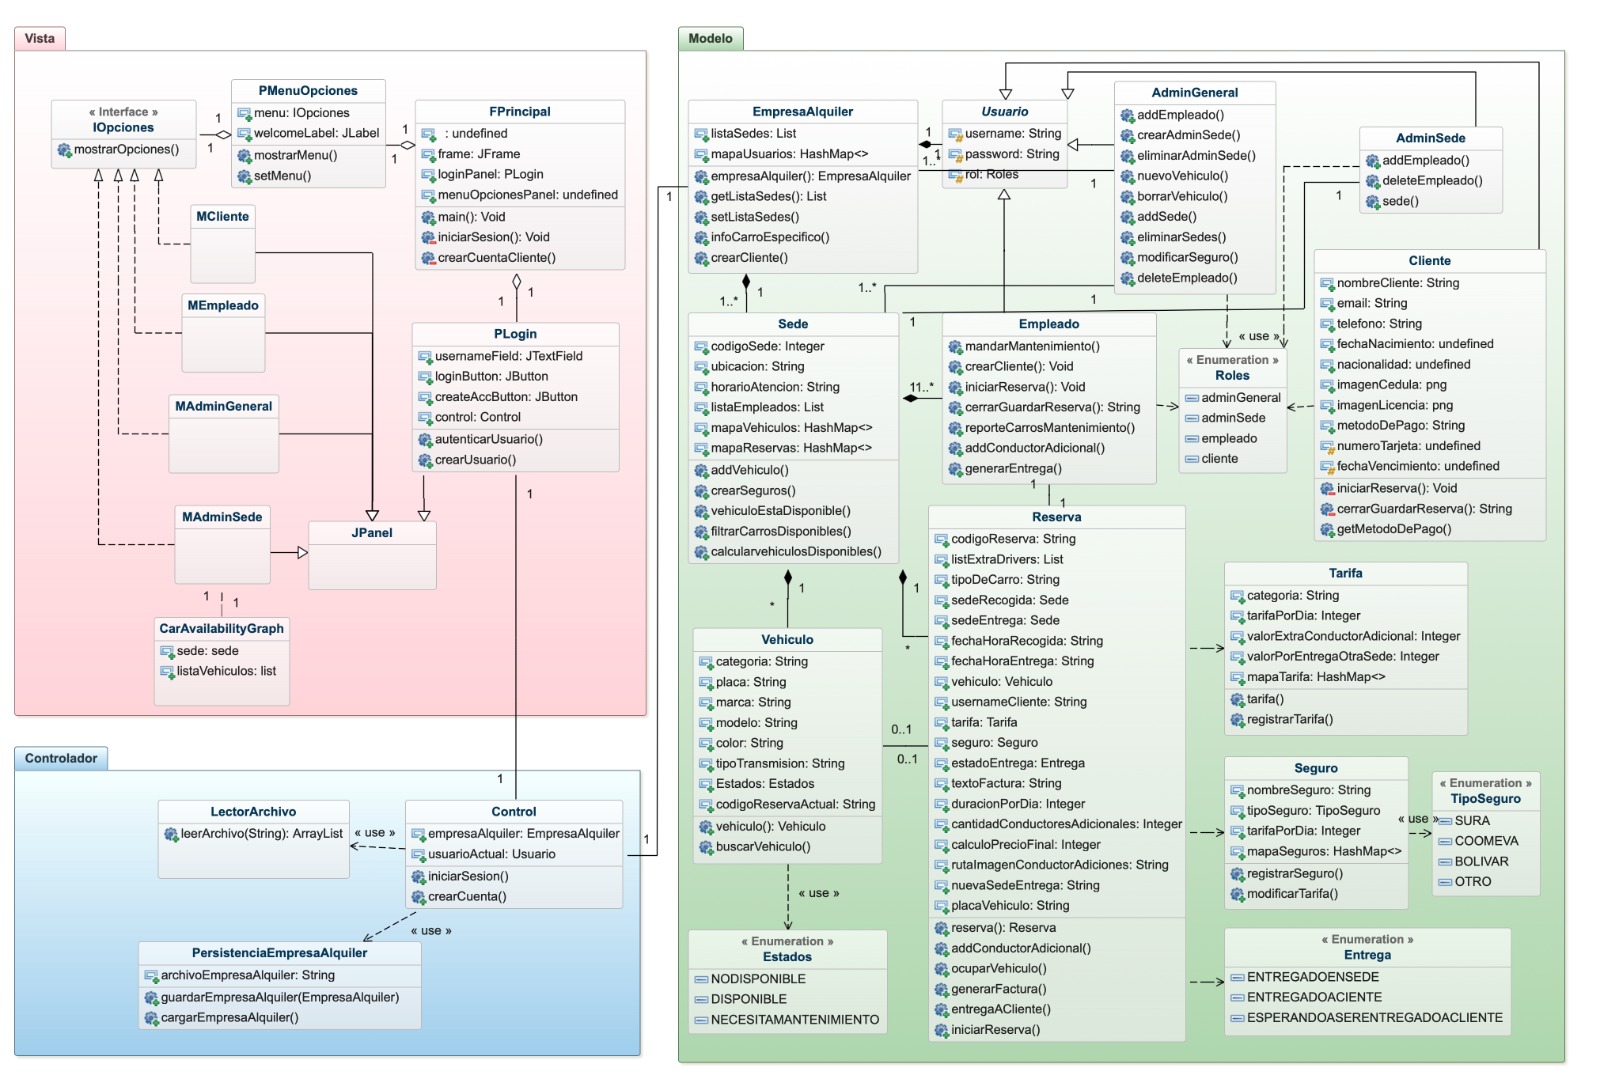 Vista
« Interface »
IOpciones
mostrarOpciones()
1
1
PMenuOpciones
menu: IOpciones
welcomeLabel: JLabel
mostrarMenu()
setMenu()
1
1
FPrincipal
: undefined
frame: JFrame
loginPanel: PLogin
menuOpcionesPanel: undefined
main(): Void
iniciarSesion(): Void
crearCuentaCliente()
1
1
MCliente
MEmpleado
MAdminGeneral
MAdminSede
PLogin
usernameField: JTextField
loginButton: JButton
createAccButton: JButton
control: Control
autenticarUsuario()
crearUsuario()
1
JPanel
1
1
CarAvailabilityGraph
sede: sede
listaVehiculos: list
Controlador
1
LectorArchivo
leerArchivo(String): ArrayList
« use »
Control
empresaAlquiler: EmpresaAlquiler
usuarioActual: Usuario
iniciarSesion()
crearCuenta()
1
1
« use »
PersistenciaEmpresaAlquiler
archivoEmpresaAlquiler: String
guardarEmpresaAlquiler(EmpresaAlquiler)
cargarEmpresaAlquiler()
Modelo
EmpresaAlquiler
listaSedes: List
mapaUsuarios: HashMap<>
empresaAlquiler(): EmpresaAlquiler
getListaSedes(): List
setListaSedes()
infoCarroEspecifico()
crearCliente()
1
1
1..*
Usuario
username: String
password: String
rol: Roles
1
AdminGeneral
addEmpleado()
crearAdminSede()
eliminarAdminSede()
nuevoVehiculo()
borrarVehiculo()
addSede()
eliminarSedes()
modificarSeguro()
deleteEmpleado()
AdminSede
addEmpleado()
deleteEmpleado()
sede()
1
1..*
1
1..*
1
1
Sede
codigoSede: Integer
ubicacion: String
horarioAtencion: String
listaEmpleados: List
mapaVehiculos: HashMap<>
mapaReservas: HashMap<>
addVehiculo()
crearSeguros()
vehiculoEstaDisponible()
filtrarCarrosDisponibles()
calcularvehiculosDisponibles()
11..*
Empleado
mandarMantenimiento()
crearCliente(): Void
iniciarReserva(): Void
cerrarGuardarReserva(): String
reporteCarrosMantenimiento()
addConductorAdicional()
generarEntrega()
1
1
« use »
« Enumeration »
Roles
adminGeneral
adminSede
empleado
cliente
Cliente
nombreCliente: String
email: String
telefono: String
fechaNacimiento: undefined
nacionalidad: undefined
imagenCedula: png
imagenLicencia: png
metodoDePago: String
numeroTarjeta: undefined
fechaVencimiento: undefined
iniciarReserva(): Void
cerrarGuardarReserva(): String
getMetodoDePago()
1
*
1
*
Vehiculo
categoria: String
placa: String
marca: String
modelo: String
color: String
tipoTransmision: String
Estados: Estados
codigoReservaActual: String
vehiculo(): Vehiculo
buscarVehiculo()
0..1
0..1
« use »
« Enumeration »
Estados
NODISPONIBLE
DISPONIBLE
NECESITAMANTENIMIENTO
Reserva
codigoReserva: String
listExtraDrivers: List
tipoDeCarro: String
sedeRecogida: Sede
sedeEntrega: Sede
fechaHoraRecogida: String
fechaHoraEntrega: String
vehiculo: Vehiculo
usernameCliente: String
tarifa: Tarifa
seguro: Seguro
estadoEntrega: Entrega
textoFactura: String
duracionPorDia: Integer
cantidadConductoresAdicionales: Integer
calculoPrecioFinal: Integer
rutaImagenConductorAdiciones: String
nuevaSedeEntrega: String
placaVehiculo: String
reserva(): Reserva
addConductorAdicional()
ocuparVehiculo()
generarFactura()
entregaACliente()
iniciarReserva()
Tarifa
categoria: String
tarifaPorDia: Integer
valorExtraConductorAdicional: Integer
valorPorEntregaOtraSede: Integer
mapaTarifa: HashMap<>
tarifa()
registrarTarifa()
Seguro
nombreSeguro: String
tipoSeguro: TipoSeguro
tarifaPorDia: Integer
mapaSeguros: HashMap<>
registrarSeguro()
modificarTarifa()
« use »
« Enumeration »
TipoSeguro
SURA
COOMEVA
BOLIVAR
OTRO
« Enumeration »
Entrega
ENTREGADOENSEDE
ENTREGADOACIENTE
ESPERANDOASERENTREGADOACLIENTE